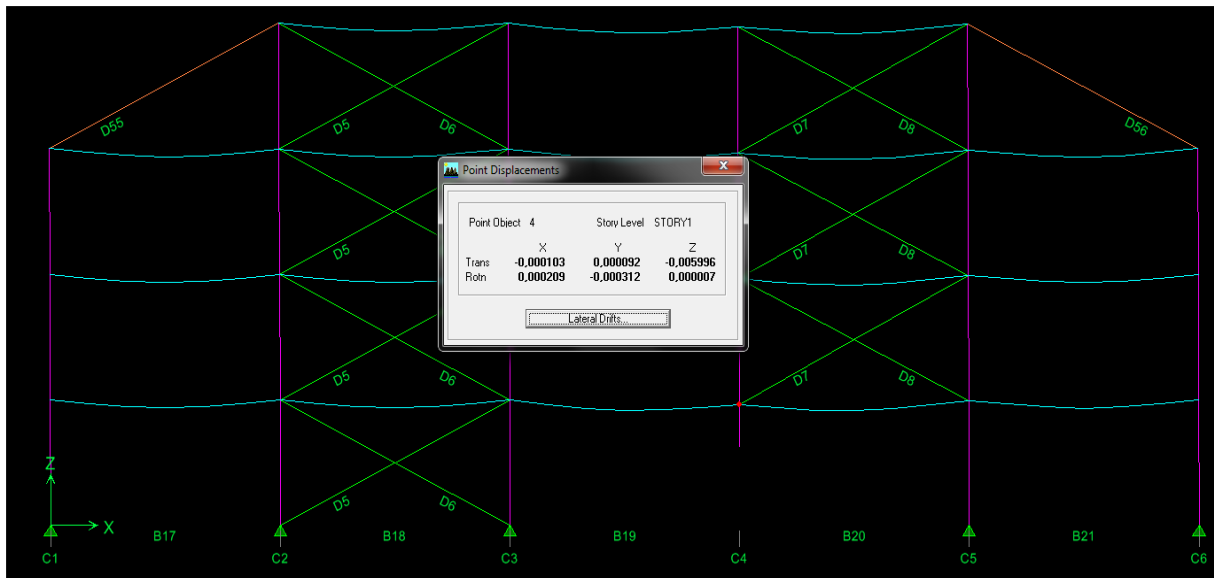 D55
D5
D6
D7
D8
D56
Point Displacements
X
Point Object 4 Story Level STORY1
X Y Z
Trans -0,000103 0,000092 -0,005996
Rotn 0,000209 -0,000312 0,000007
Lateral Drifts...
D5
D7
D8
D5
D6
D7
D8
Z
X
D5
D6
B17
B18
B19
B20
B21
C1
C2
C3
C4
C5
C6